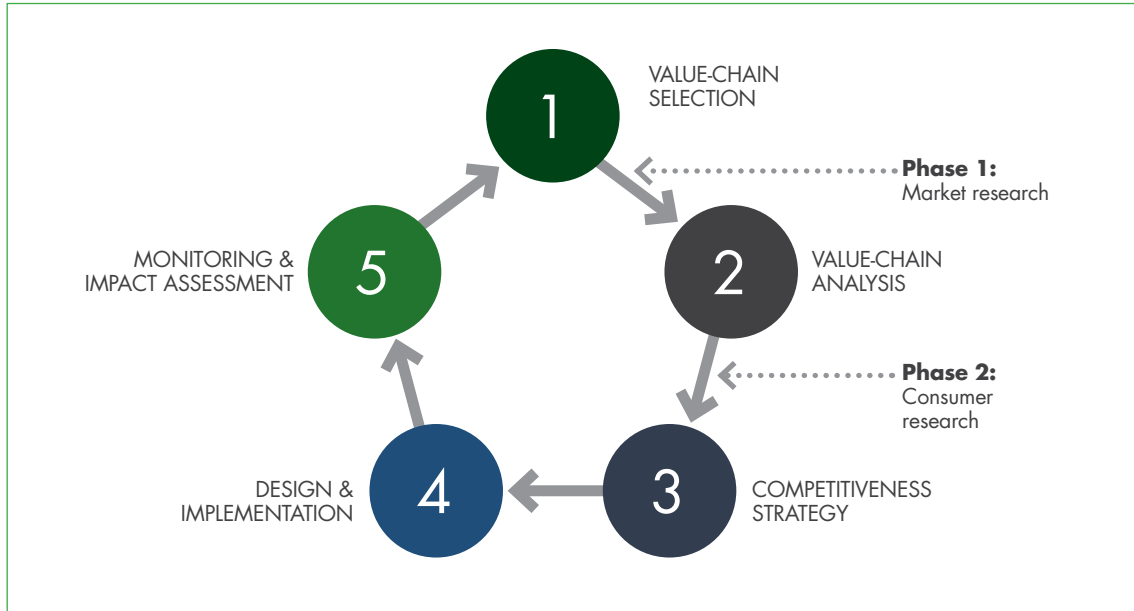 1
VALUE-CHAIN
SELECTION
Phase 1:
Market research
2
VALUE-CHAIN
ANALYSIS
Phase 2:
Consumer
research
3
COMPETITIVENESS
STRATEGY
4
DESIGN &
IMPLEMENTATION
5
MONITORING &
IMPACT ASSESSMENT